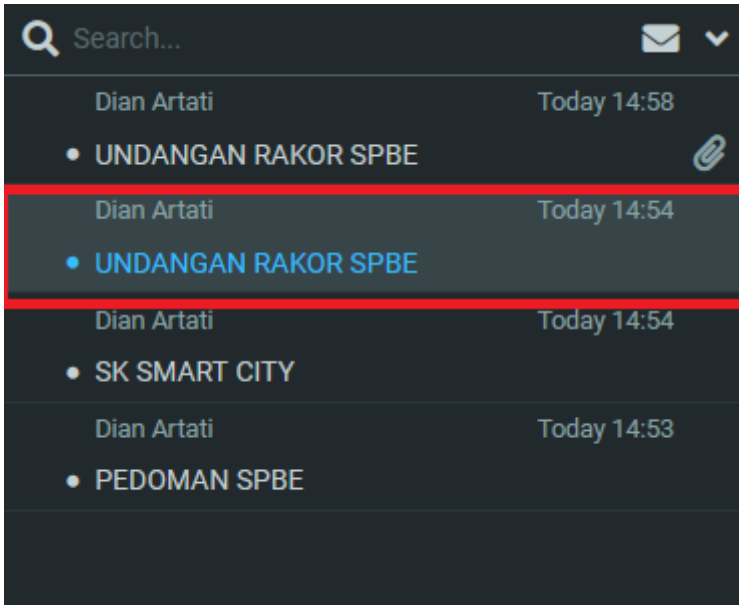 Search...
Dian Artati Today 14:58
UNDANGAN RAKOR SPBE
Dian Artati Today 14:54
UNDANGAN RAKOR SPBE
Dian Artati Today 14:54
SK SMART CITY
Dian Artati Today 14:53
PEDOMAN SPBE